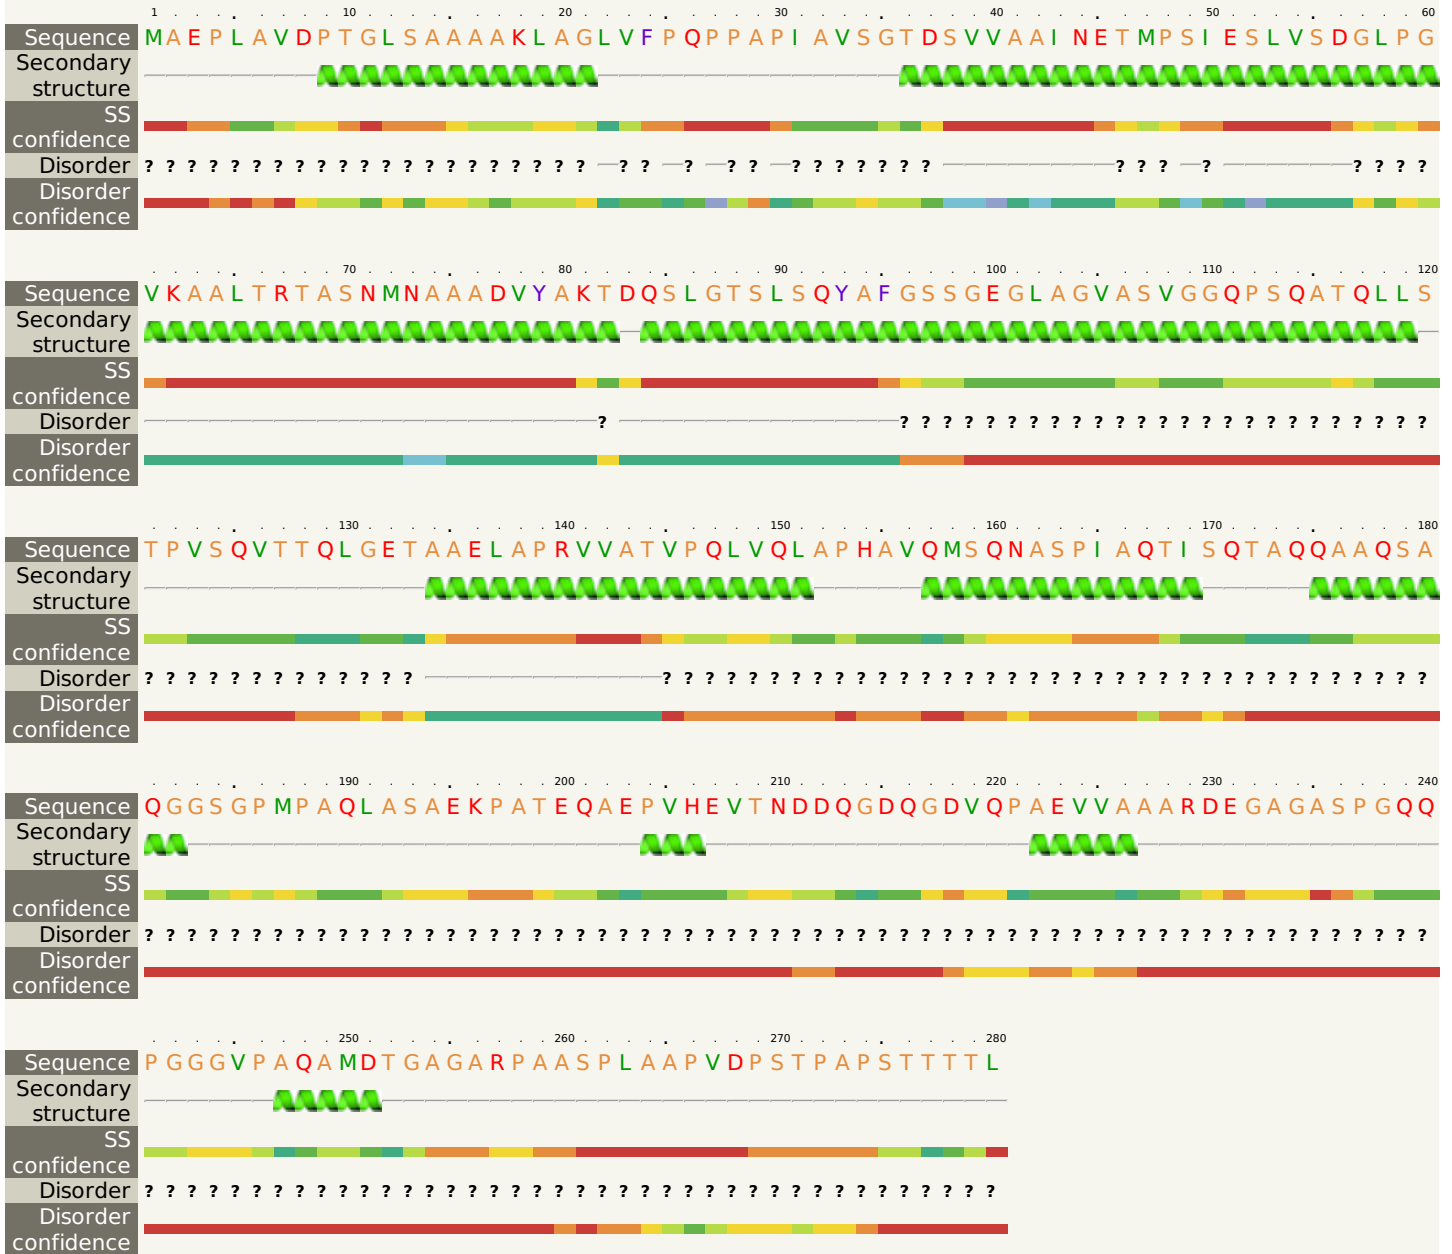 1 10 20 30 40 50 60
Sequence MAEPLAVDPTGLSAAAAKLAGLVFPQPPAPIAVSGTDSVVAAINETMPSIESLVSDGLPG
Secondary
structure
SS
confidence
Disorder ? ? ? ? ? ? ? ? ? ? ? ? ? ? ? ? ? ? ? ? ? ? ? ? ? ? ? ? ? ? ? ? ? ? ? ? ? ? ? ? ?
Disorder
confidence
70 80 90 100 110 120
Sequence VKAALTRTASNMNAAADVYAKTDQSLGTSLSQYAFGSSGEGLAGVASVGGQPSQATQLLS
Secondary
structure
SS
confidence
Disorder ? ? ? ? ? ? ? ? ? ? ? ? ? ? ? ? ? ? ? ? ? ? ? ? ? ?
Disorder
confidence
130 140 150 160 170 180
Sequence TPVSQVTTQLGETAAELAPRVVATVPQLVQLAPHAVQMSQNASPIAQTISQTAQQAAQSA
Secondary
structure
SS
confidence
Disorder ? ? ? ? ? ? ? ? ? ? ? ? ? ? ? ? ? ? ? ? ? ? ? ? ? ? ? ? ? ? ? ? ? ? ? ? ? ? ? ? ? ? ? ? ? ? ? ? ?
Disorder
confidence
190 200 210 220 230 240
Sequence QGGSGPMPAQLASAEKPATEQAEPVHEVTNDDQGDQGDVQPAEVVAAARDEGAGASPGQQ
Secondary
structure
SS
confidence
Disorder ? ? ? ? ? ? ? ? ? ? ? ? ? ? ? ? ? ? ? ? ? ? ? ? ? ? ? ? ? ? ? ? ? ? ? ? ? ? ? ? ? ? ? ? ? ? ? ? ? ? ? ? ? ? ? ? ? ? ? ?
Disorder
confidence
250 260 270 280
Sequence PGGGVPAQAMDTGAGARPAASPLAAPVDPSTPAPSTTTTL
Secondary
structure
SS
confidence
Disorder ? ? ? ? ? ? ? ? ? ? ? ? ? ? ? ? ? ? ? ? ? ? ? ? ? ? ? ? ? ? ? ? ? ? ? ? ? ? ? ?
Disorder
confidence